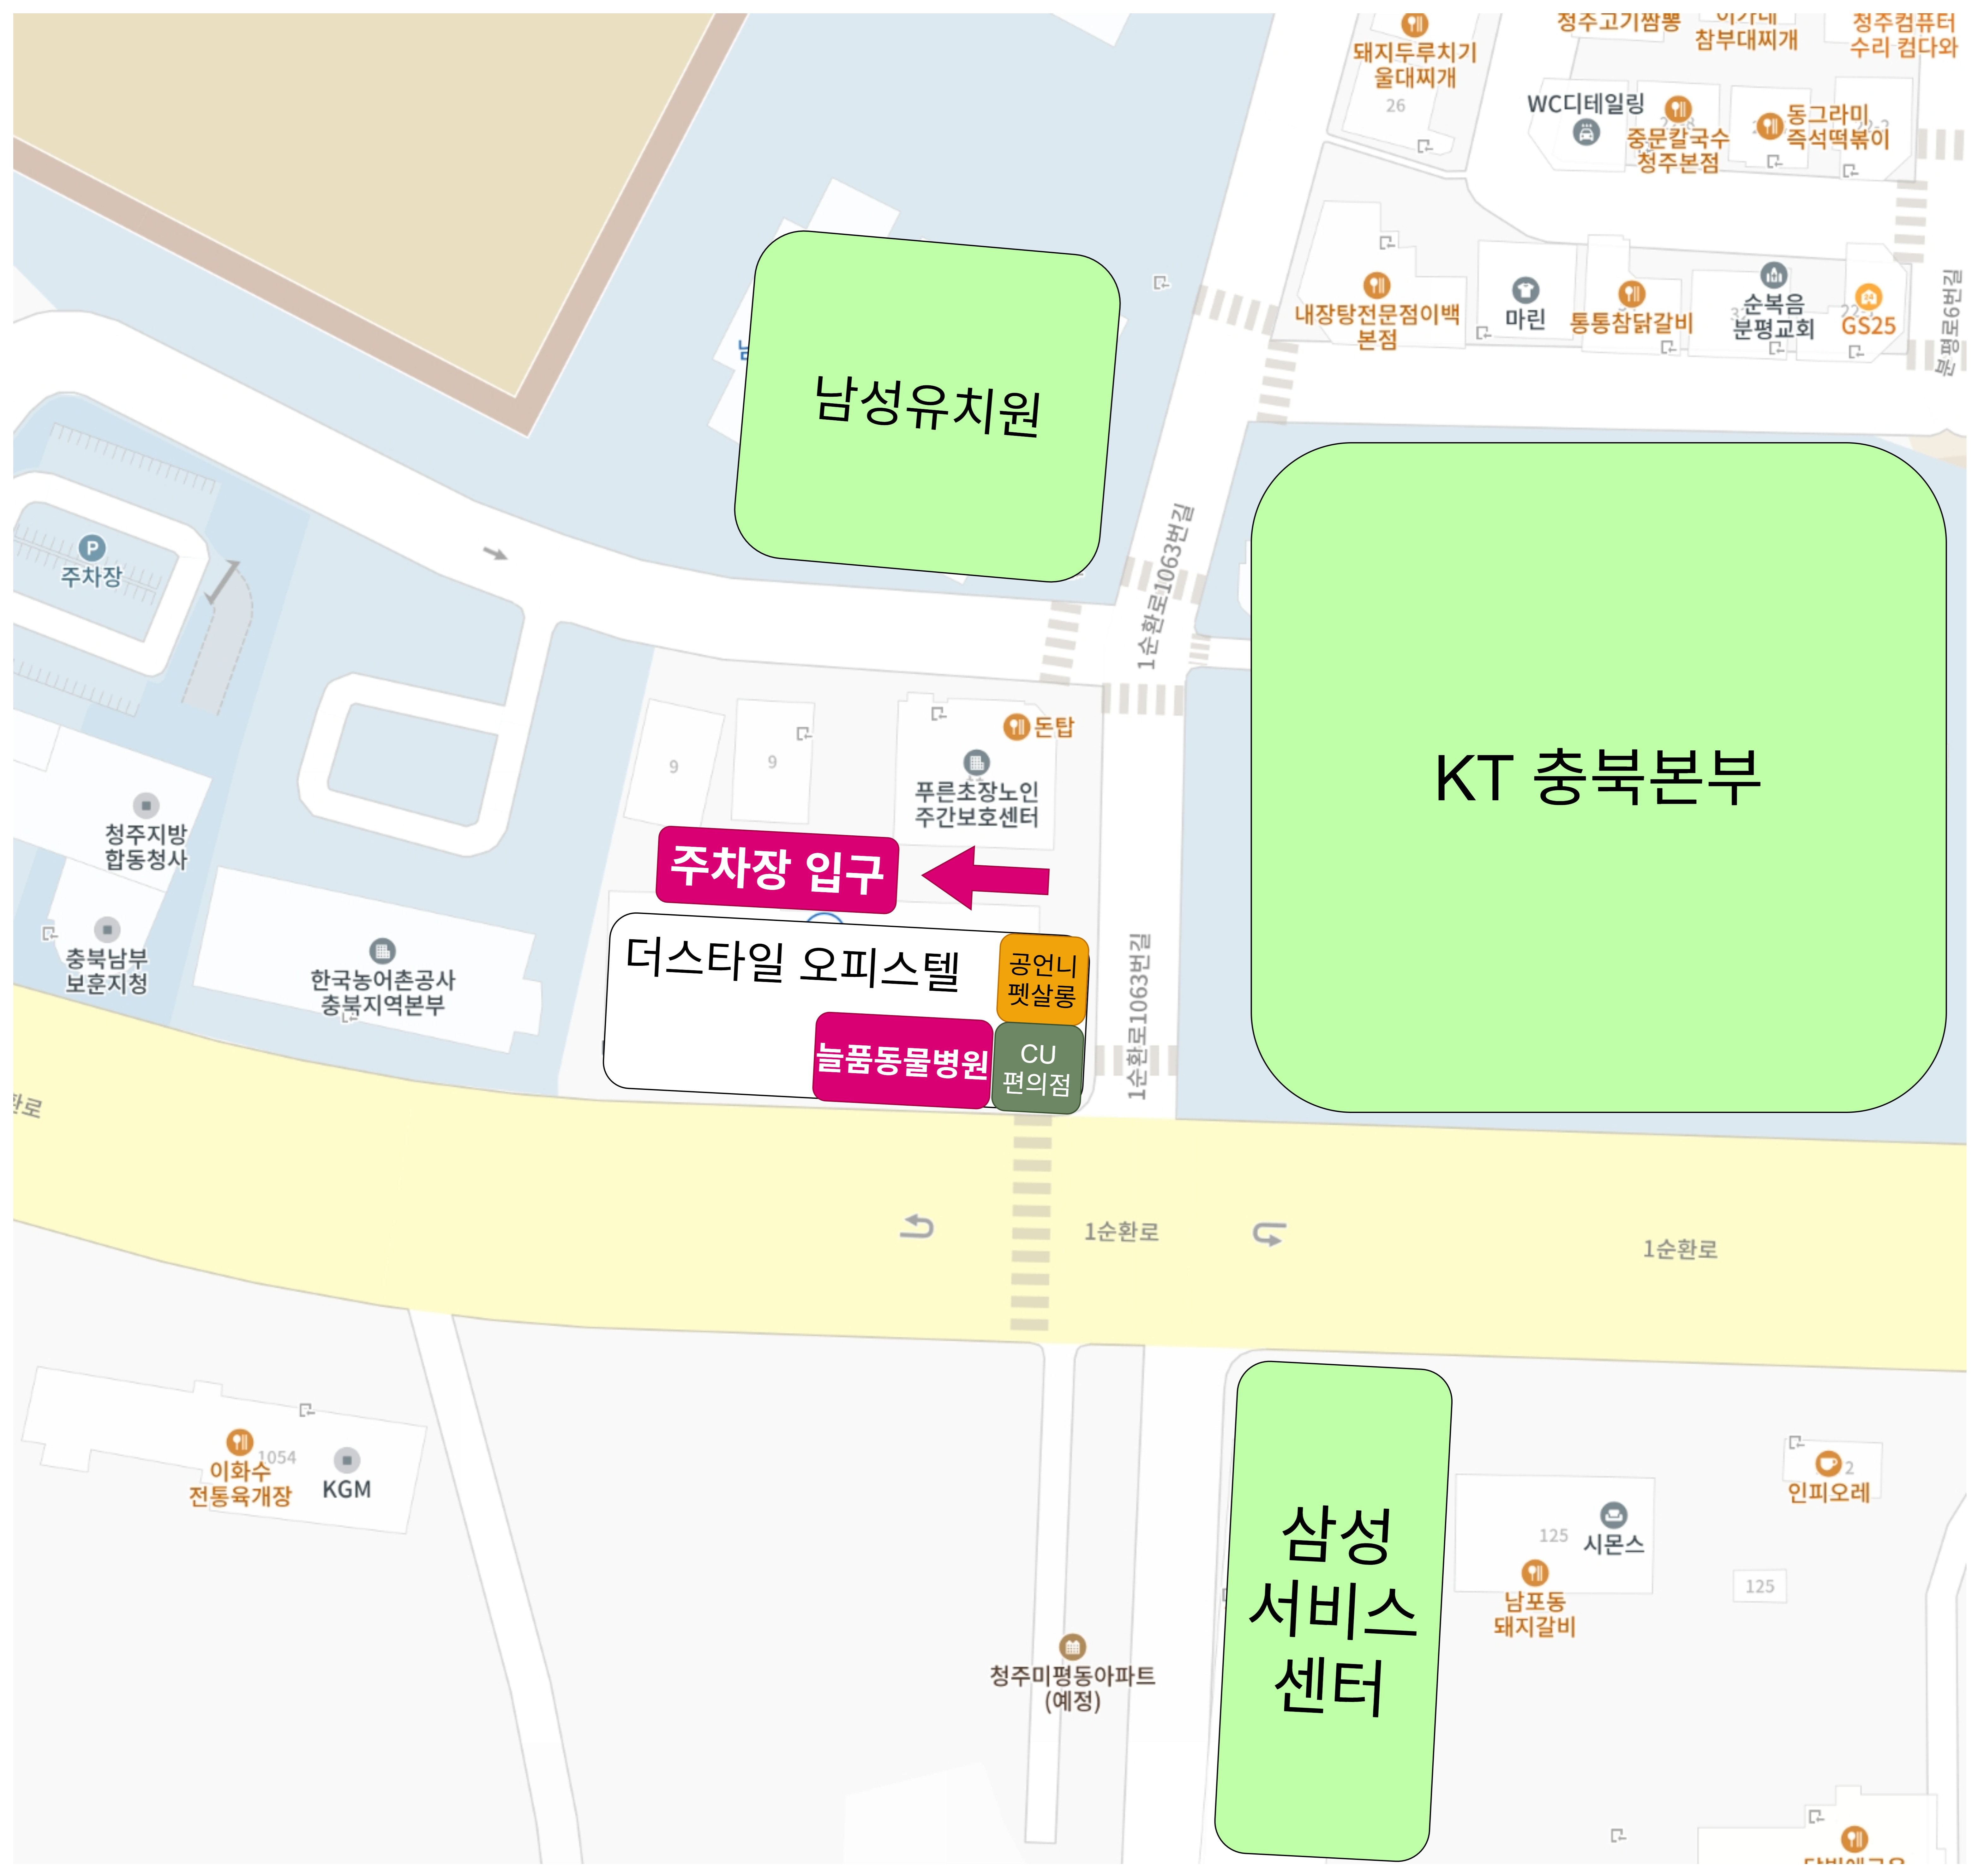 청주고기짬뽕
참부대찌개
청주컴퓨터
수리 컴다와
돼지두루치기
울대찌개
26
WC디테일링
중문칼국수
청주본점
동그라미
즉석떡볶이
내장탕전문점이백
본점
마린
통통참닭갈비
순복음
분평교회
GS25
분평로6번길
남성유치원
1순환로1063번길
P
주차장
KT 충북본부
돈탑
9
9
푸른초장노인
주간보호센터
청주지방
합동청사
주차장 입구
충북남부
보훈지청
한국농어촌공사
충북지역본부
더스타일 오피스텔
공언니
펫살롱
늘품동물병원
CU
편의점
1순환로1063번길
1순환로
1순환로
이화수
전통육개장
1054
KGM
삼성
서비스
센터
인피오레
2
125
시몬스
남포동
돼지갈비
125
청주미평동아파트
(예정)